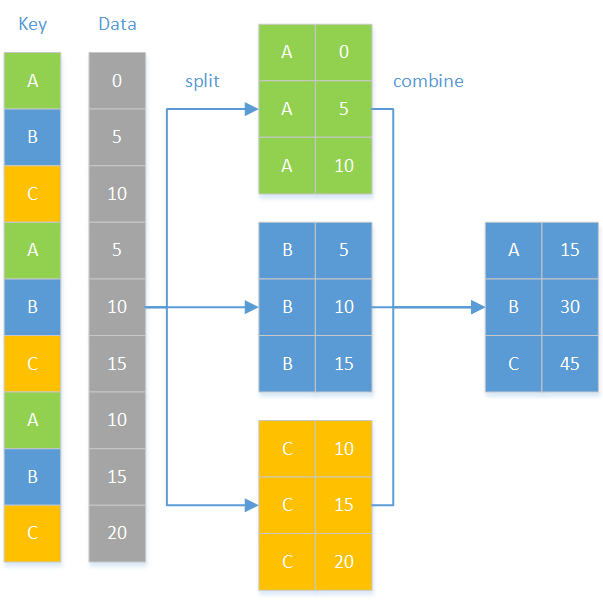 Key Data
A 0
B 5
C 10
A 5
B 10
C 15
A 10
B 15
C 20
split
A 0
A 5
A 10
B 5
B 10
B 15
C 10
C 15
C 20
combine
A 15
B 30
C 45